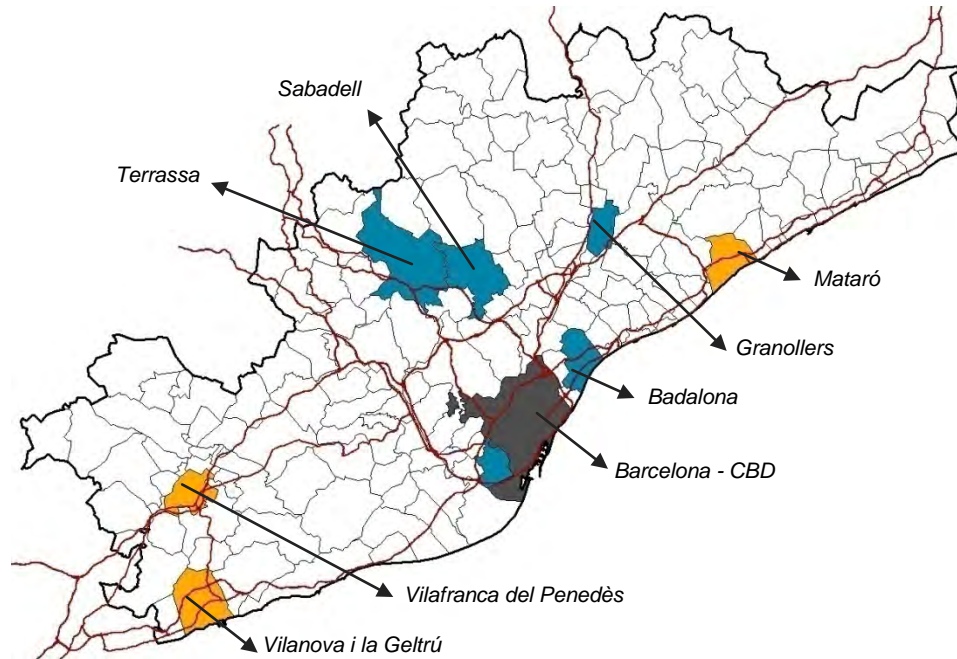 Sabadell
Terrassa
Mataró
Granollers
Badalona
Barcelona - CBD
Vilafranca del Penedès
Vilanova i la Geltrú